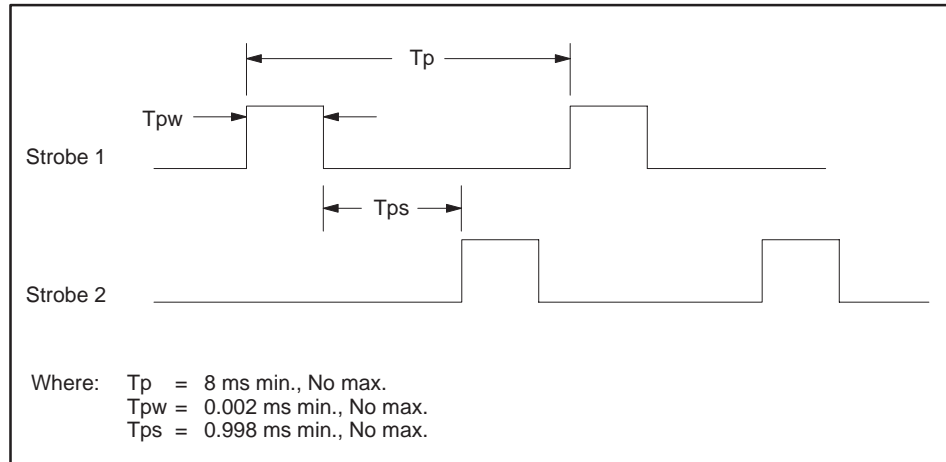 Tp
Tpw
Strobe 1
Tps
Strobe 2
Where: Tp = 8 ms min., No max.
Tpw = 0.002 ms min., No max.
Tps = 0.998 ms min., No max.